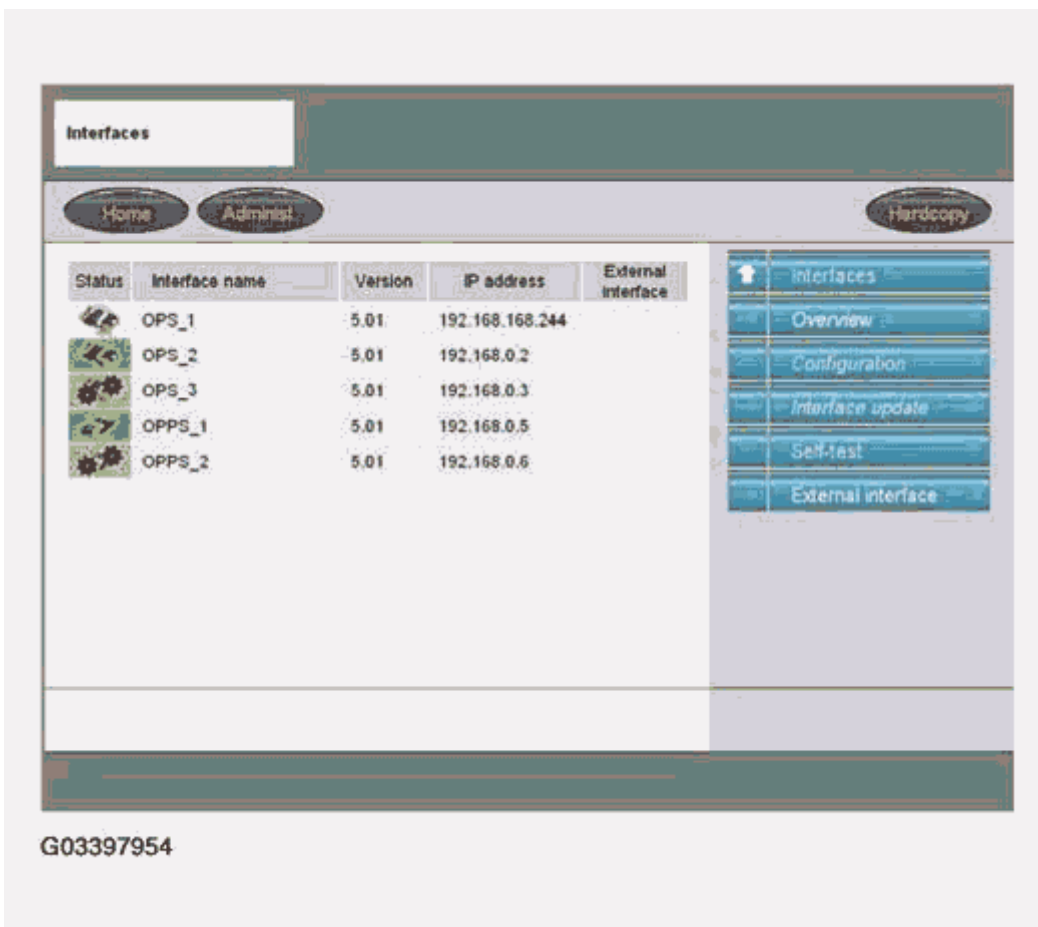 Interfaces
Home Administ. Hardcopy
Status Interface name Version IP address External interface
OPS_1 5.01 192.168.168.244
OPS_2 5.01 192.168.0.2
OPS_3 5.01 192.168.0.3
OPPS_1 5.01 192.168.0.5
OPPS_2 5.01 192.168.0.6
Interfaces
Overview
Configuration
Interface update
Self-test
External interface
G03397954